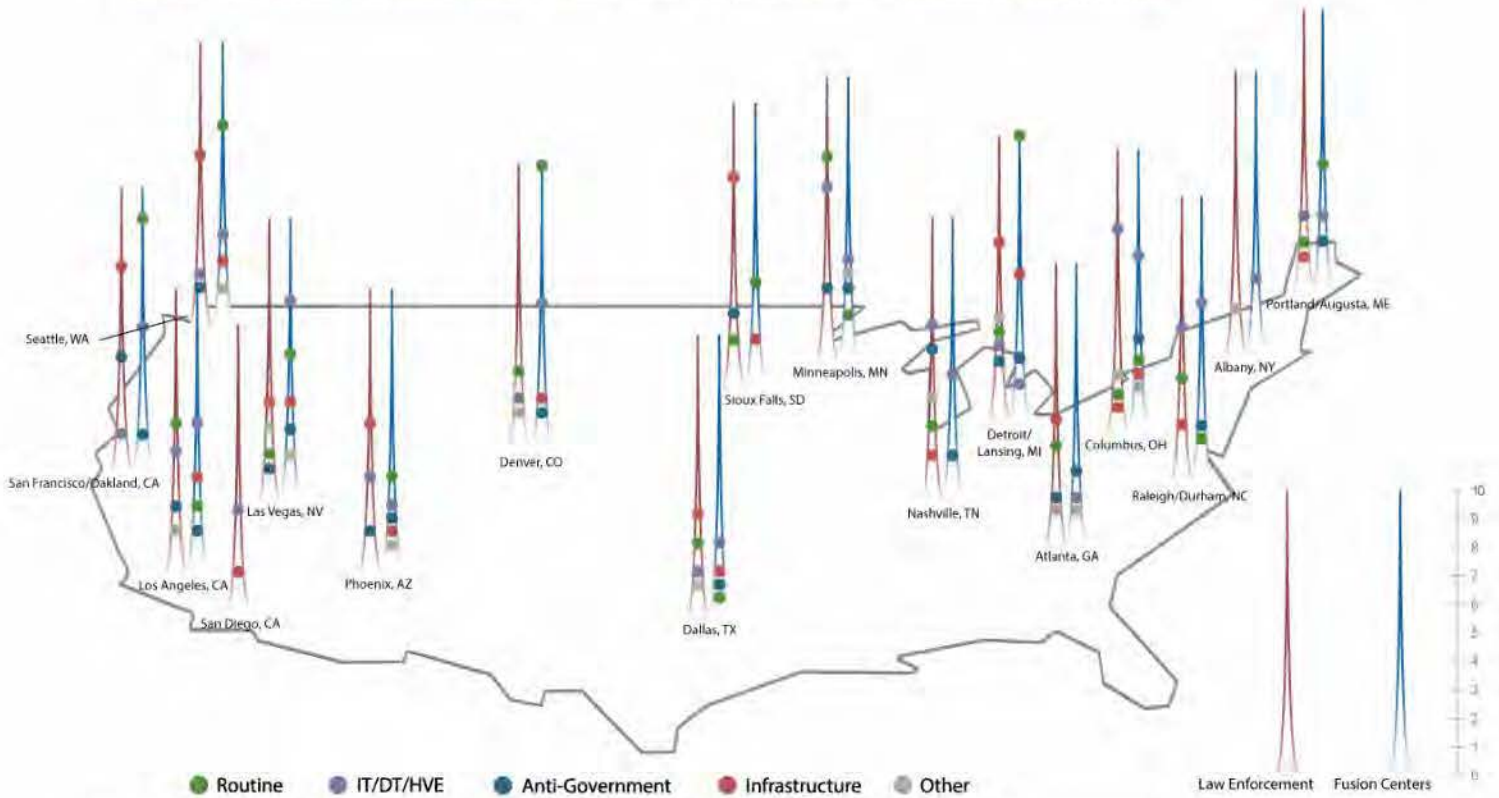 Seattle, WA
Portland/Augusta, ME
Albany, NY
Minneapolis, MN
Sioux Falls, SD
Detroit/
Lansing, MI
Columbus, OH
Denver, CO
San Francisco/Oakland, CA
Las Vegas, NV
Nashville, TN
Raleigh/Durham, NC
Atlanta, GA
Los Angeles, CA
Phoenix, AZ
San Diego, CA
Dallas, TX
10
9
8
7
6
5
4
3
2
1
0
Law Enforcement
Fusion Centers
Routine
IT/DT/HVE
Anti-Government
Infrastructure
Other